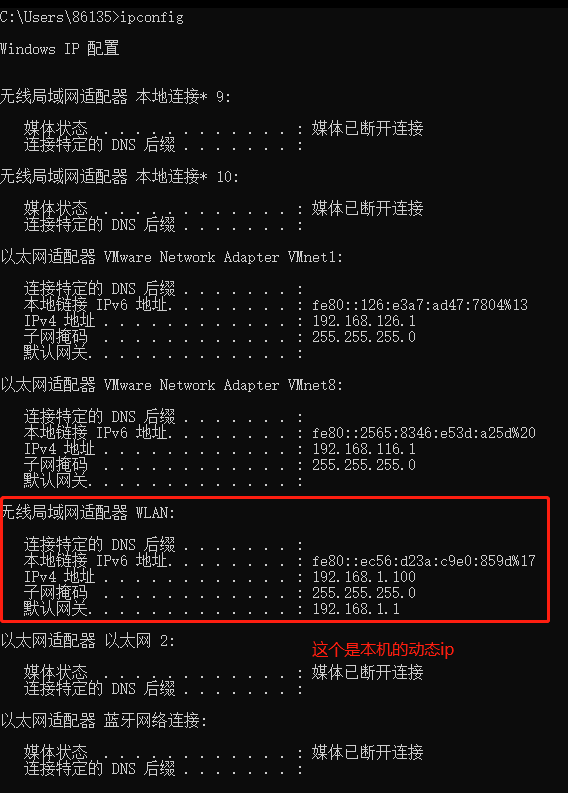 C:\Users\86135>ipconfig
Windows IP 配置
无线局域网适配器 本地连接* 9:
媒体状态 . . . . . . . . . . . . : 媒体已断开连接
连接特定的 DNS 后缀 . . . . . . . :
无线局域网适配器 本地连接* 10:
媒体状态 . . . . . . . . . . . . : 媒体已断开连接
连接特定的 DNS 后缀 . . . . . . . :
以太网适配器 VMware Network Adapter VMnet1:
连接特定的 DNS 后缀 . . . . . . . :
本地链接 IPv6 地址. . . . . . . . : fe80::126:e3a7:ad47:7804%13
IPv4 地址 . . . . . . . . . . . . : 192.168.126.1
子网掩码 . . . . . . . . . . . . : 255.255.255.0
默认网关. . . . . . . . . . . . . :
以太网适配器 VMware Network Adapter VMnet8:
连接特定的 DNS 后缀 . . . . . . . :
本地链接 IPv6 地址. . . . . . . . : fe80::2565:8346:e53d:a25d%20
IPv4 地址 . . . . . . . . . . . . : 192.168.116.1
子网掩码 . . . . . . . . . . . . : 255.255.255.0
默认网关. . . . . . . . . . . . . :
无线局域网适配器 WLAN:
连接特定的 DNS 后缀 . . . . . . . :
本地链接 IPv6 地址. . . . . . . . : fe80::ec56:d23a:c9e0:859d%17
IPv4 地址 . . . . . . . . . . . . : 192.168.1.100
子网掩码 . . . . . . . . . . . . : 255.255.255.0
默认网关. . . . . . . . . . . . . : 192.168.1.1
以太网适配器 以太网 2:
这个是本机的动态ip
媒体状态 . . . . . . . . . . . . : 媒体已断开连接
连接特定的 DNS 后缀 . . . . . . . :
以太网适配器 蓝牙网络连接:
媒体状态 . . . . . . . . . . . . : 媒体已断开连接
连接特定的 DNS 后缀 . . . . . . . :